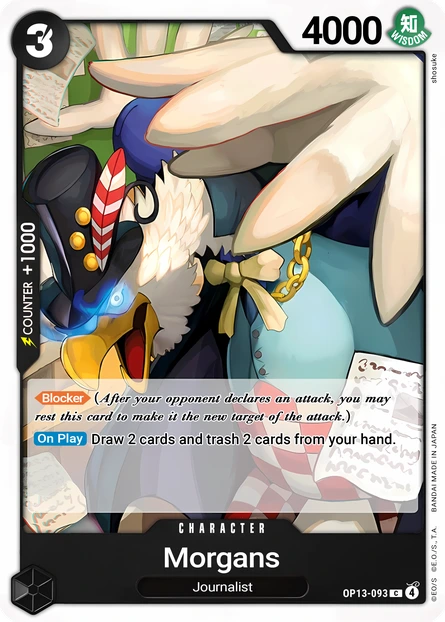 3
4000
知
WISDOM
shosuke
COUNTER +1000
Blocker (After your opponent declares an attack, you may
rest this card to make it the new target of the attack.)
On Play Draw 2 cards and trash 2 cards from your hand.
CHARACTER
Morgans
Journalist
OP13-093 C 4
©E.O/S., T.A. BANDAI MADE IN JAPAN
©EO/S